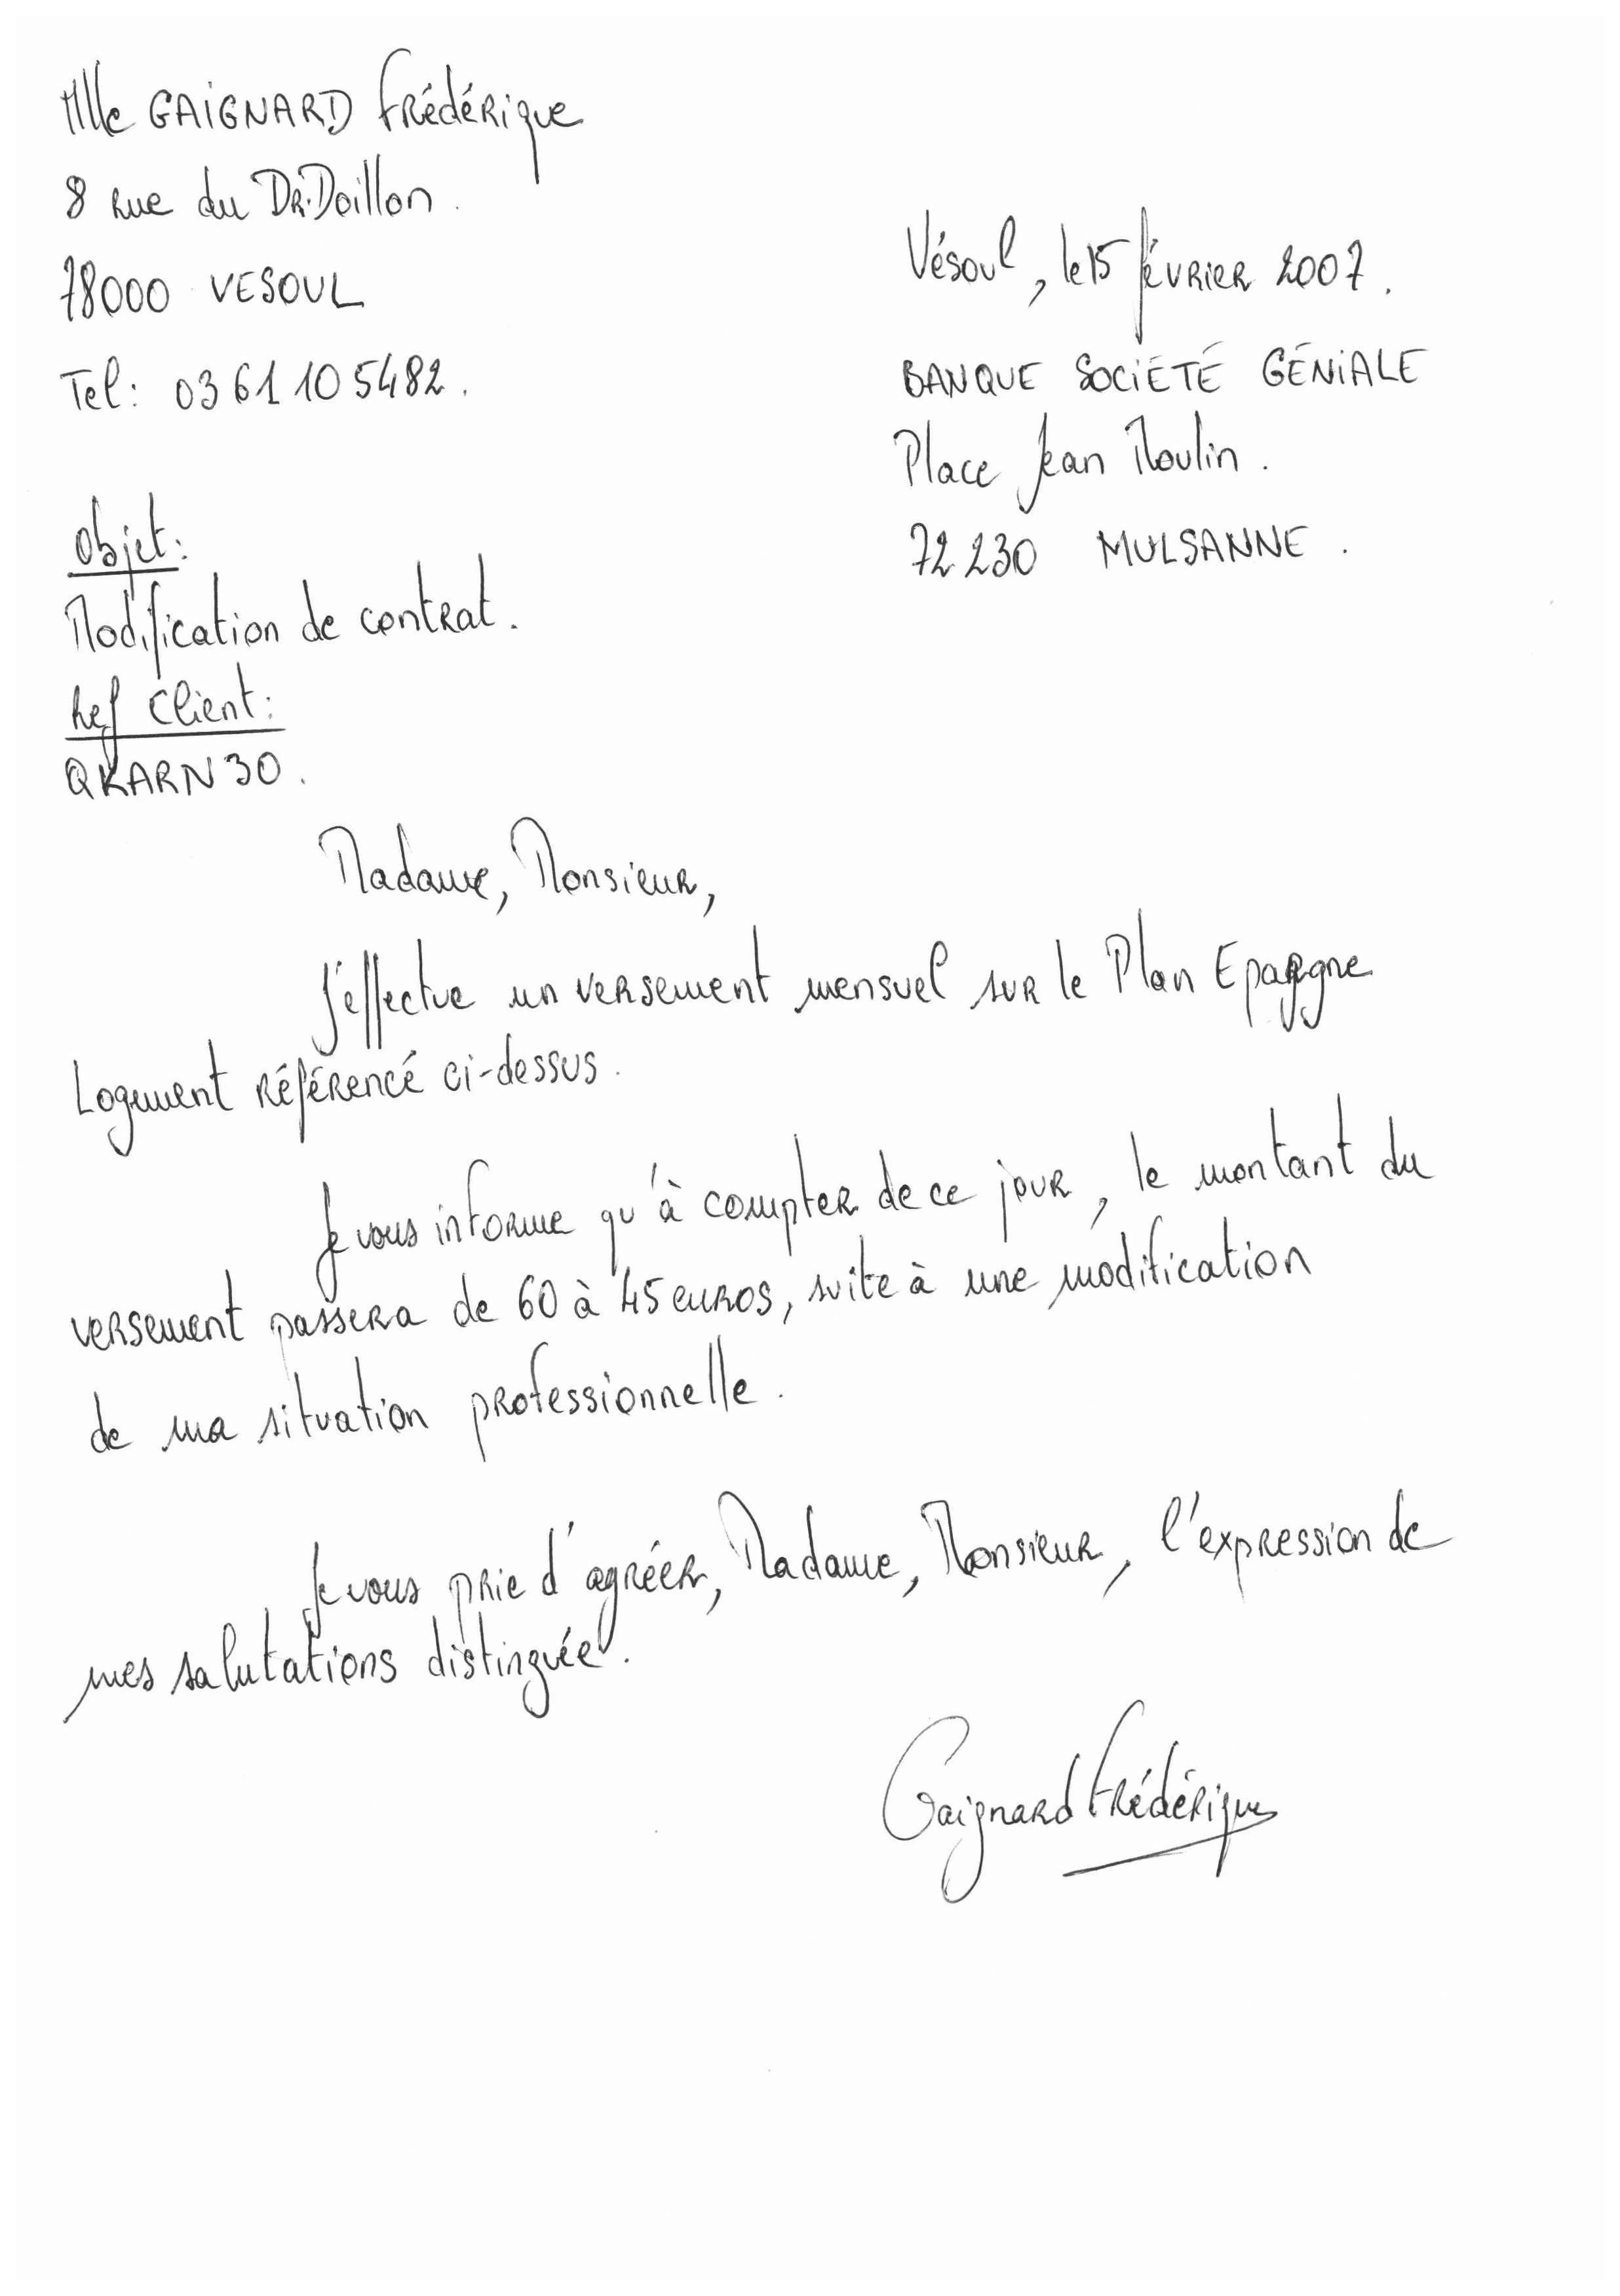 Mlle GAIGNARD Frédérique
8 rue du Dr. Doillon.
78000 VESOUL
Tel: 03 61 10 5482.
Vésoul, le 15 février 2007.
BANQUE SOCIÉTÉ GÉNIALE
Place Jean Moulin.
72 230 MULSANNE.
Objet:
Modification de contrat.
Ref Client:
QKARN30.
Madame, Monsieur,
J'effectue un versement mensuel sur le Plan Epargne
Logement référencé ci-dessus.
Je vous informe qu'à compter de ce jour, le montant du
versement passera de 60 à 45 euros, suite à une modification
de ma situation professionnelle.
Je vous prie d'agréer, Madame, Monsieur, l'expression de
mes salutations distinguée.
Gaignard Frédérique